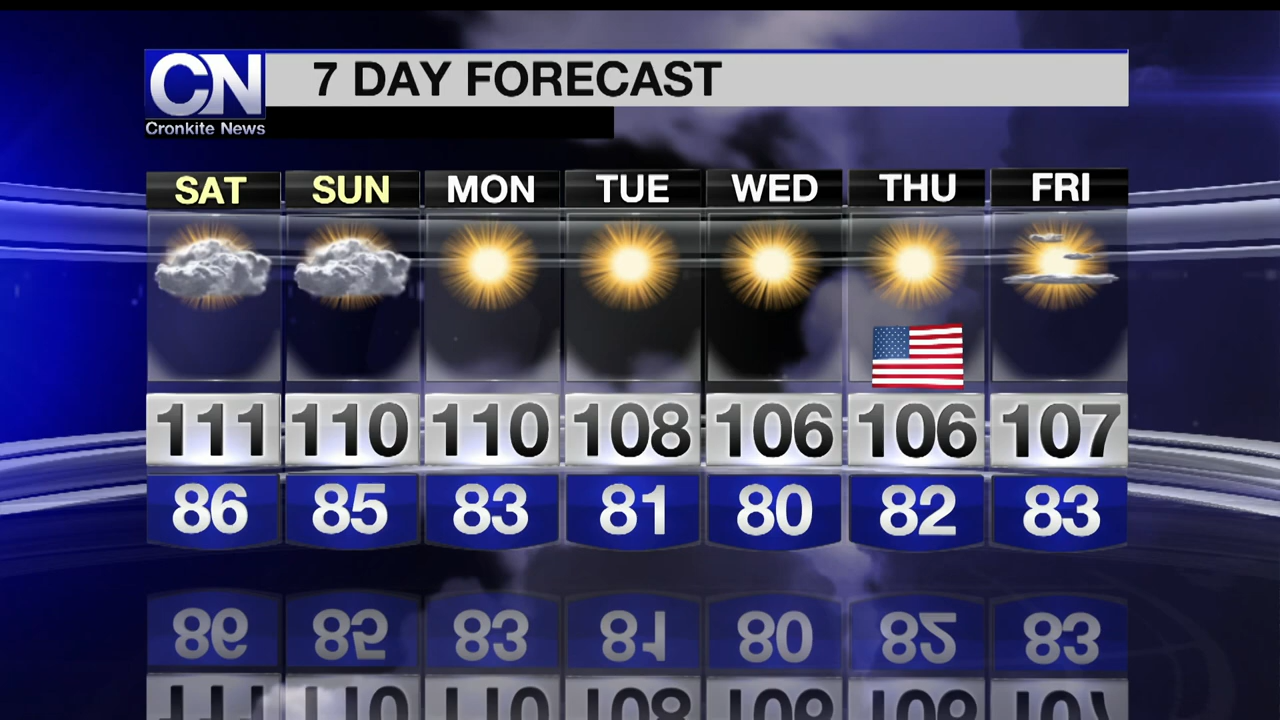 CN
Cronkite News
7 DAY FORECAST
SAT SUN MON TUE WED THU FRI
111 110 110 108 106 106 107
86 85 83 81 80 82 83